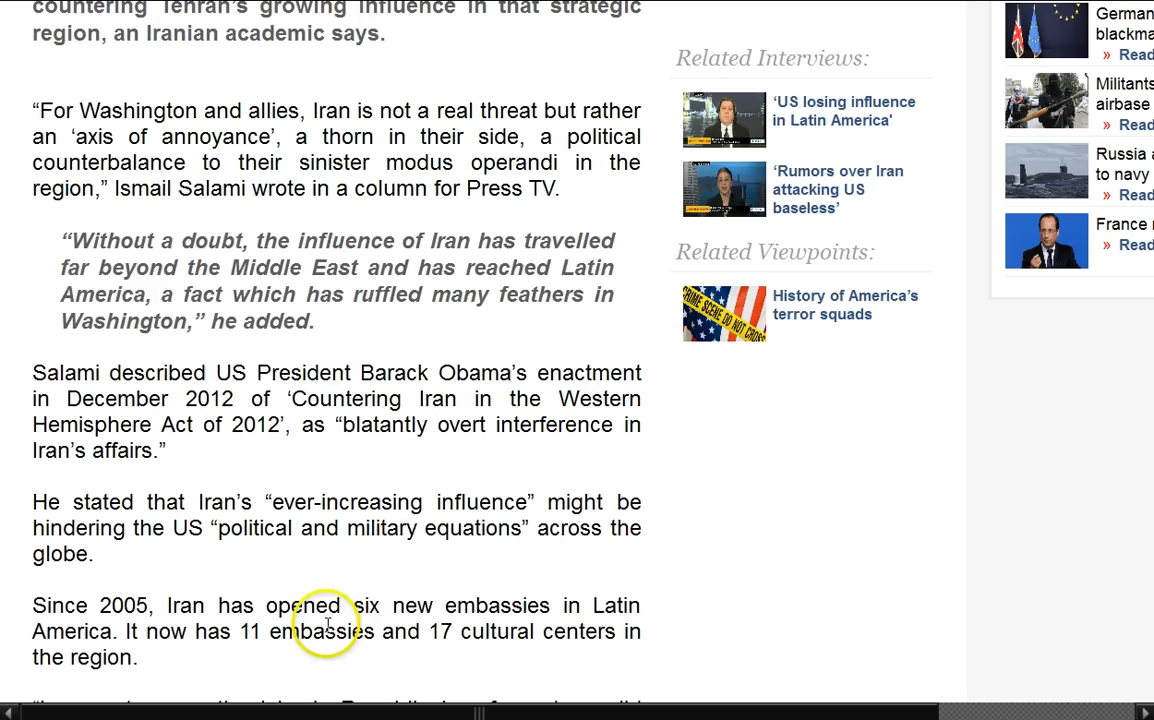 countering Tehran's growing influence in that strategic
region, an Iranian academic says.
“For Washington and allies, Iran is not a real threat but rather
an ‘axis of annoyance’, a thorn in their side, a political
counterbalance to their sinister modus operandi in the
region,” Ismail Salami wrote in a column for Press TV.
“Without a doubt, the influence of Iran has travelled
far beyond the Middle East and has reached Latin
America, a fact which has ruffled many feathers in
Washington,” he added.
Salami described US President Barack Obama’s enactment
in December 2012 of ‘Countering Iran in the Western
Hemisphere Act of 2012’, as “blatantly overt interference in
Iran’s affairs.”
He stated that Iran’s “ever-increasing influence” might be
hindering the US “political and military equations” across the
globe.
Since 2005, Iran has opened six new embassies in Latin
America. It now has 11 embassies and 17 cultural centers in
the region.
Related Interviews:
‘US losing influence
in Latin America'
‘Rumors over Iran
attacking US
baseless’
Related Viewpoints:
CRIME SCENE DO NOT CROSS
History of America’s
terror squads
German
blackma
» Read
Militants
airbase
» Read
Russia a
to navy
» Read
France
» Read